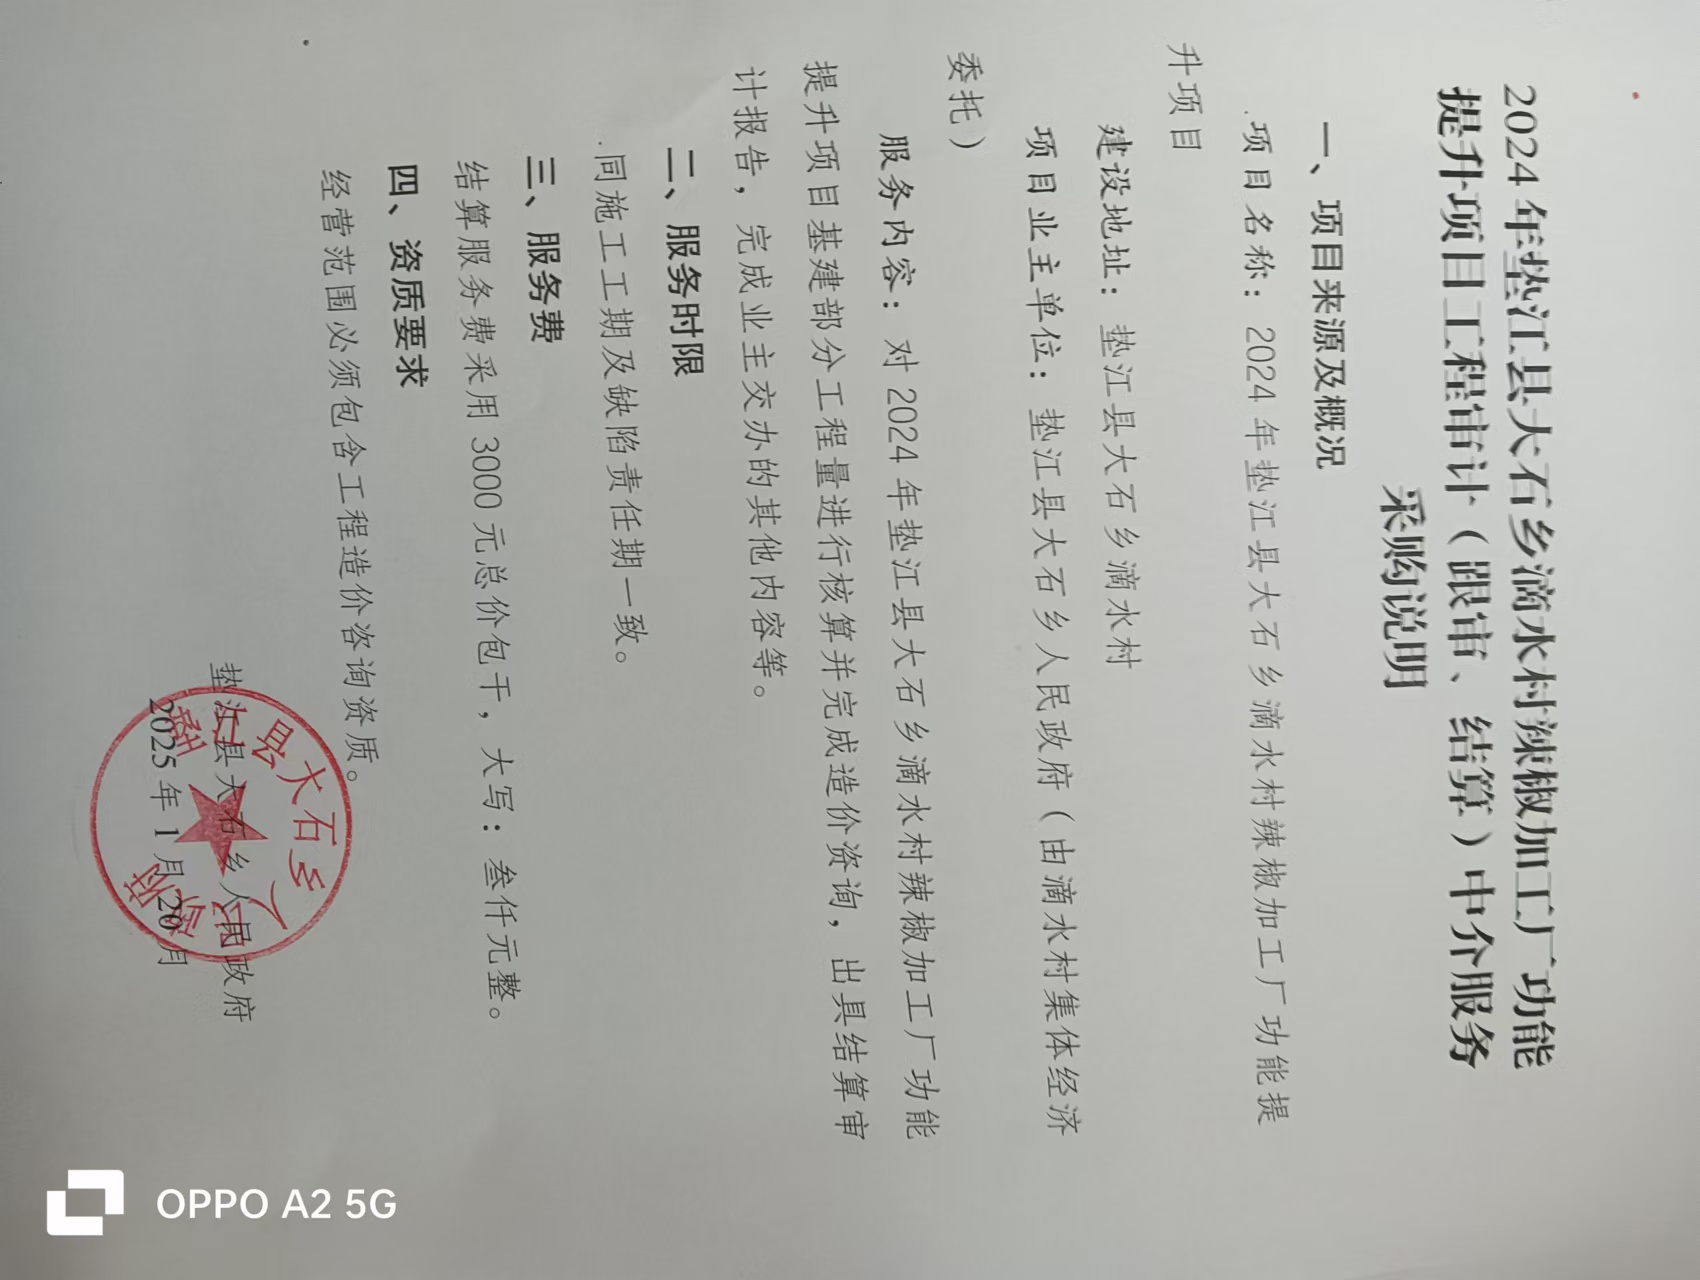 2024年垫江县大石乡滴水村辣椒加工厂功能
提升项目工程审计（跟审、结算）中介服务
采购说明
一、项目来源及概况
项目名称：2024年垫江县大石乡滴水村辣椒加工厂功能提
升项目
建设地址：垫江县大石乡滴水村
项目业主单位：垫江县大石乡人民政府（由滴水村集体经济
委托）
服务内容：对2024年垫江县大石乡滴水村辣椒加工厂功能
提升项目基建部分工程量进行核算并完成造价资询，出具结算审
计报告，完成业主交办的其他内容等。
二、服务时限
同施工工期及缺陷责任期一致。
三、服务费
结算服务费采用3000元总价包干，大写：叁仟元整。
四、资质要求
经营范围必须包含工程造价咨询资质。
垫江县大石乡人民政府
2025年1月20月
垫江县大石乡人民政府
OPPO A2 5G